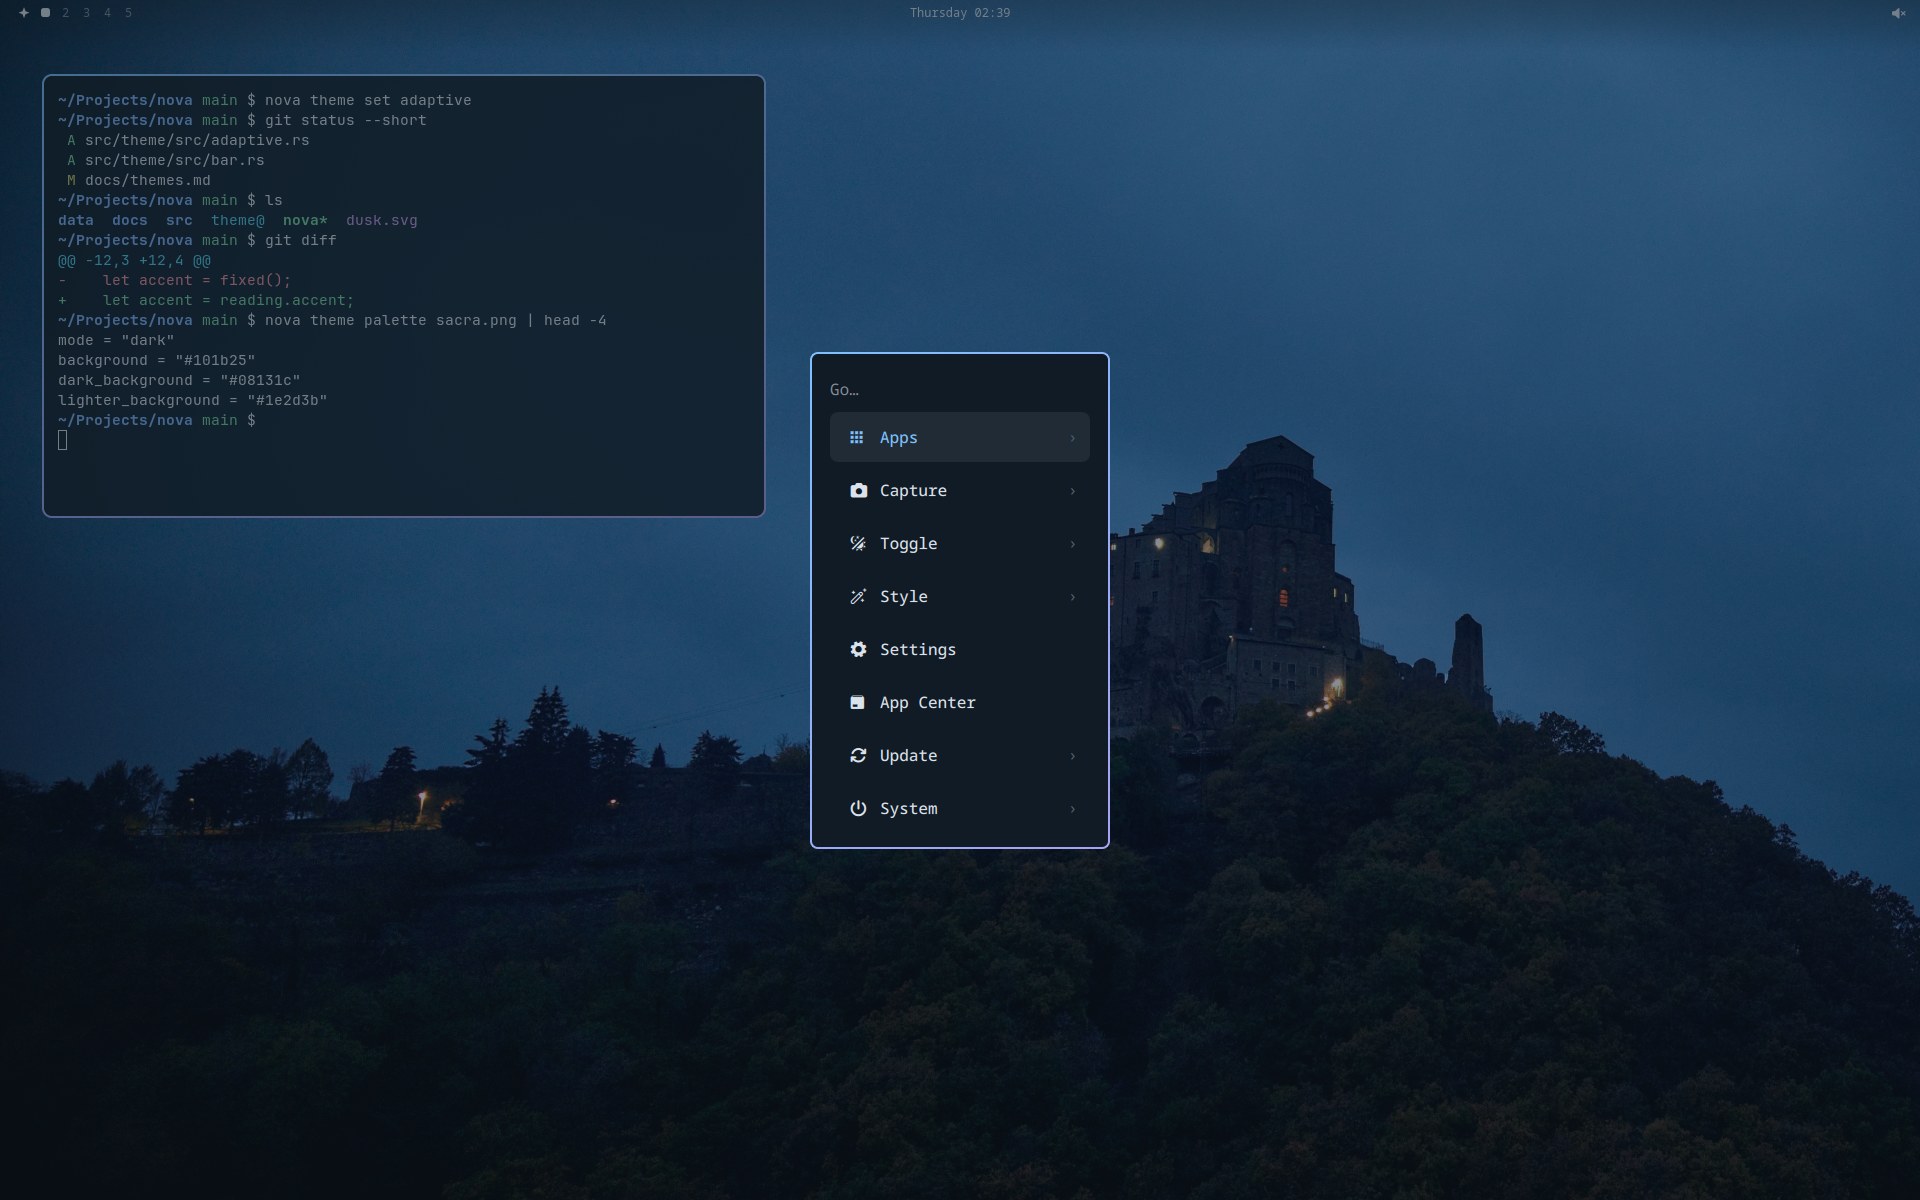 2 3 4 5
Thursday 02:39
~/Projects/nova main $ nova theme set adaptive
~/Projects/nova main $ git status --short
A src/theme/src/adaptive.rs
A src/theme/src/bar.rs
M docs/themes.md
~/Projects/nova main $ ls
data  docs  src  theme@  nova*  dusk.svg
~/Projects/nova main $ git diff
@@ -12,3 +12,4 @@
-    let accent = fixed();
+    let accent = reading.accent;
~/Projects/nova main $ nova theme palette sacra.png | head -4
mode = "dark"
background = "#101b25"
dark_background = "#08131c"
lighter_background = "#1e2d3b"
~/Projects/nova main $
Go…
Apps ›
Capture ›
Toggle ›
Style ›
Settings
App Center
Update ›
System ›